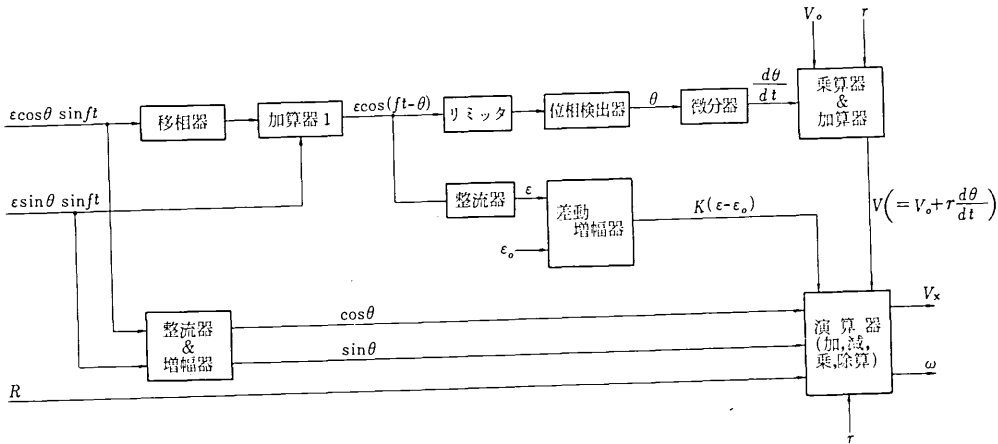 V₀ r
εcosθ sinft
移相器
加算器1
εcos(ft-θ)
リミッタ
位相検出器
θ
微分器
dθ
dt
乗算器
&
加算器
εsinθ sinft
整流器
ε
ε₀
差動
増幅器
K(ε-ε₀)
V(=V₀+r dθ/dt)
整流器
&
増幅器
cosθ
sinθ
R
演算器
(加,減,
乗,除算)
Vx
ω
r